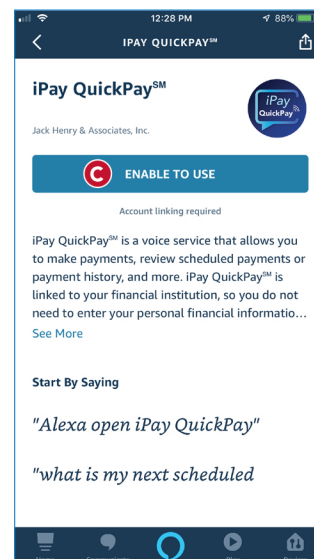 12:28 PM
88%
IPAY QUICKPAY℠
iPay QuickPay℠
iPay
QuickPay
Jack Henry & Associates, Inc.
C ENABLE TO USE
Account linking required
iPay QuickPay℠ is a voice service that allows you
to make payments, review scheduled payments or
payment history, and more. iPay QuickPay℠ is
linked to your financial institution, so you do not
need to enter your personal financial informatio...
See More
Start By Saying
"Alexa open iPay QuickPay"
"what is my next scheduled